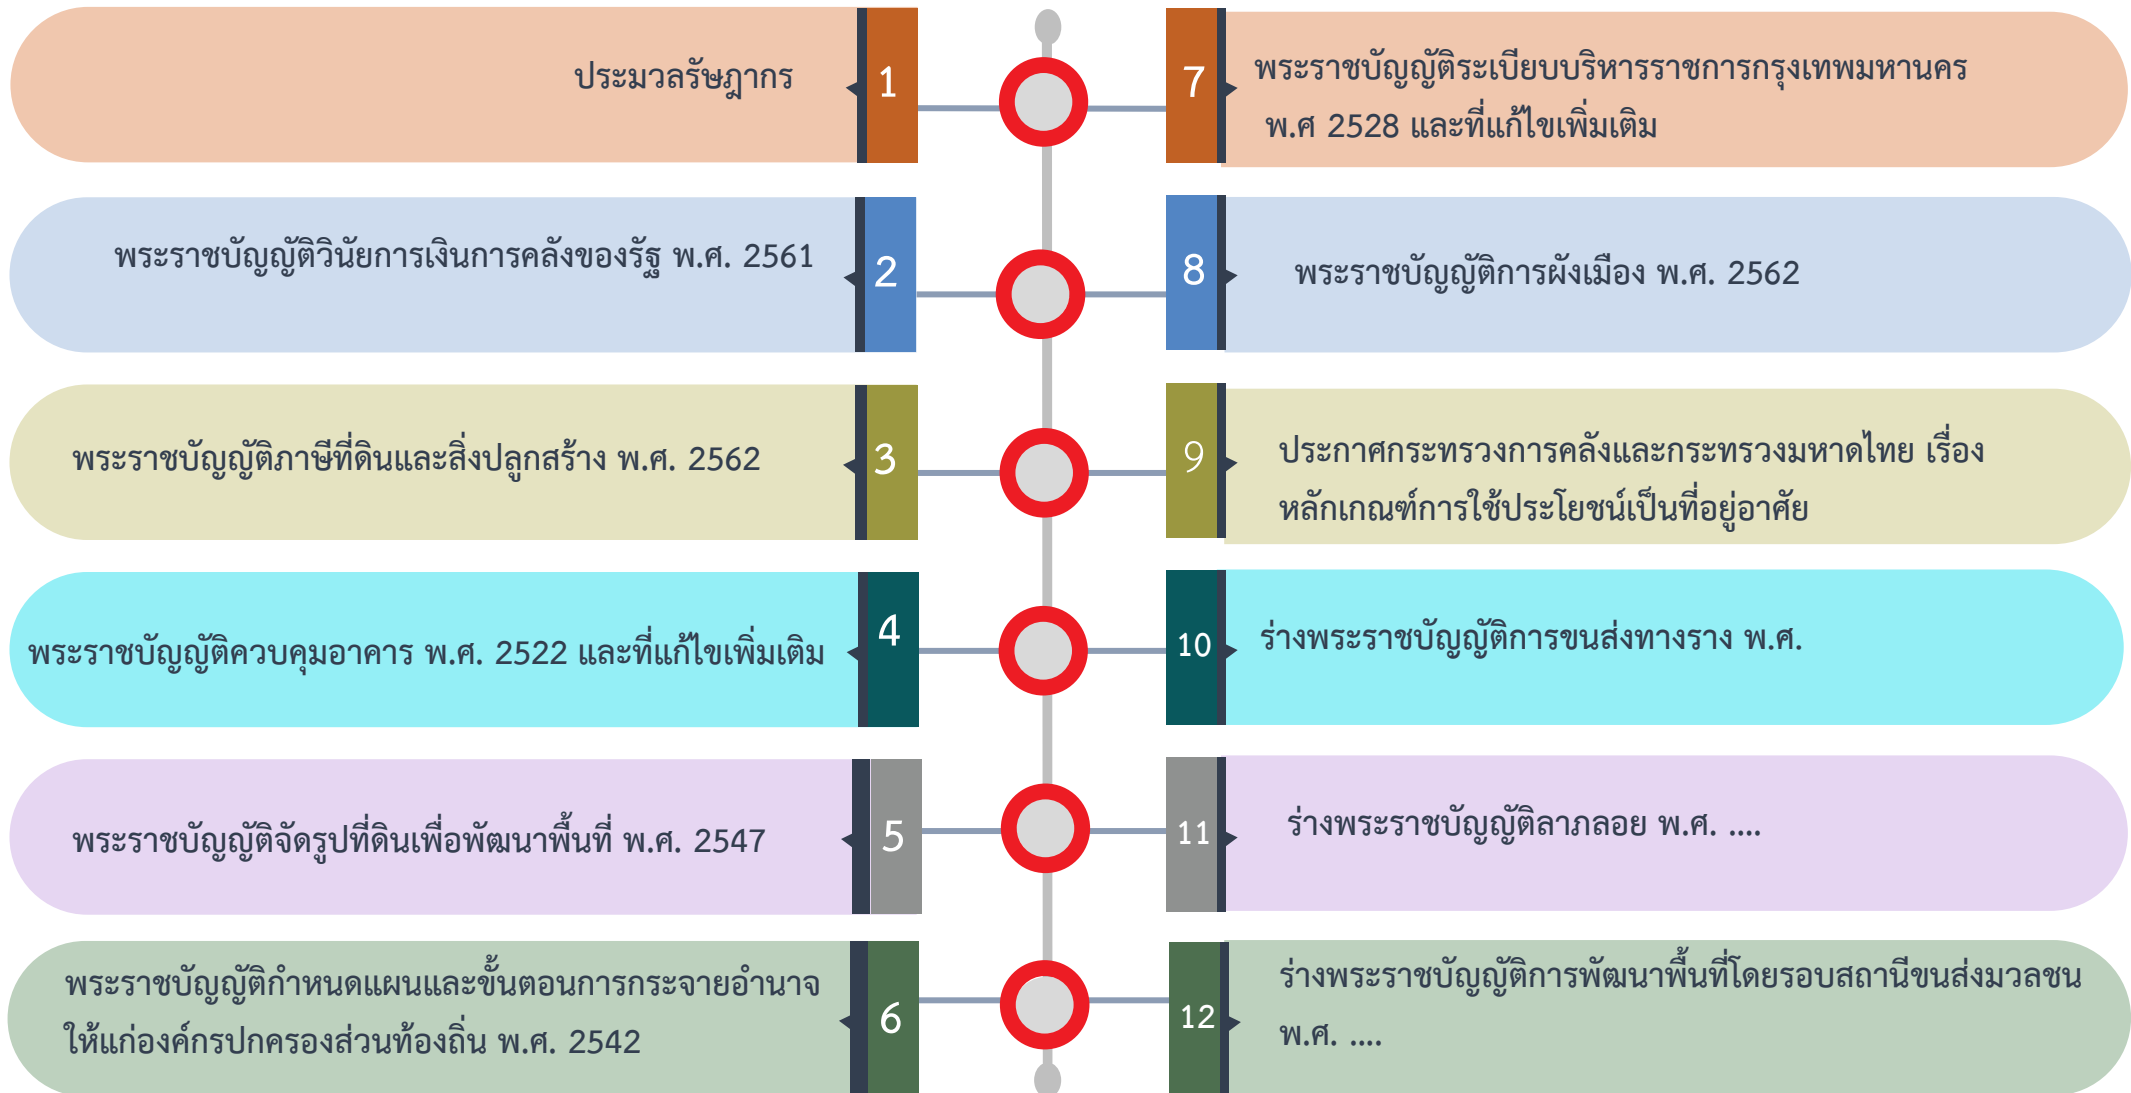 1
ประมวลรัษฎากร
2
พระราชบัญญัติวินัยการเงินการคลังของรัฐ พ.ศ. 2561
3
พระราชบัญญัติภาษีที่ดินและสิ่งปลูกสร้าง พ.ศ. 2562
4
พระราชบัญญัติควบคุมอาคาร พ.ศ. 2522 และที่แก้ไขเพิ่มเติม
5
พระราชบัญญัติจัดรูปที่ดินเพื่อพัฒนาพื้นที่ พ.ศ. 2547
6
พระราชบัญญัติกำหนดแผนและขั้นตอนการกระจายอำนาจ
ให้แก่องค์กรปกครองส่วนท้องถิ่น พ.ศ. 2542
7
พระราชบัญญัติระเบียบบริหารราชการกรุงเทพมหานคร
พ.ศ 2528 และที่แก้ไขเพิ่มเติม
8
พระราชบัญญัติการผังเมือง พ.ศ. 2562
9
ประกาศกระทรวงการคลังและกระทรวงมหาดไทย เรื่อง
หลักเกณฑ์การใช้ประโยชน์เป็นที่อยู่อาศัย
10
ร่างพระราชบัญญัติการขนส่งทางราง พ.ศ.
11
ร่างพระราชบัญญัติลาภลอย พ.ศ. ....
12
ร่างพระราชบัญญัติการพัฒนาพื้นที่โดยรอบสถานีขนส่งมวลชน
พ.ศ. ....